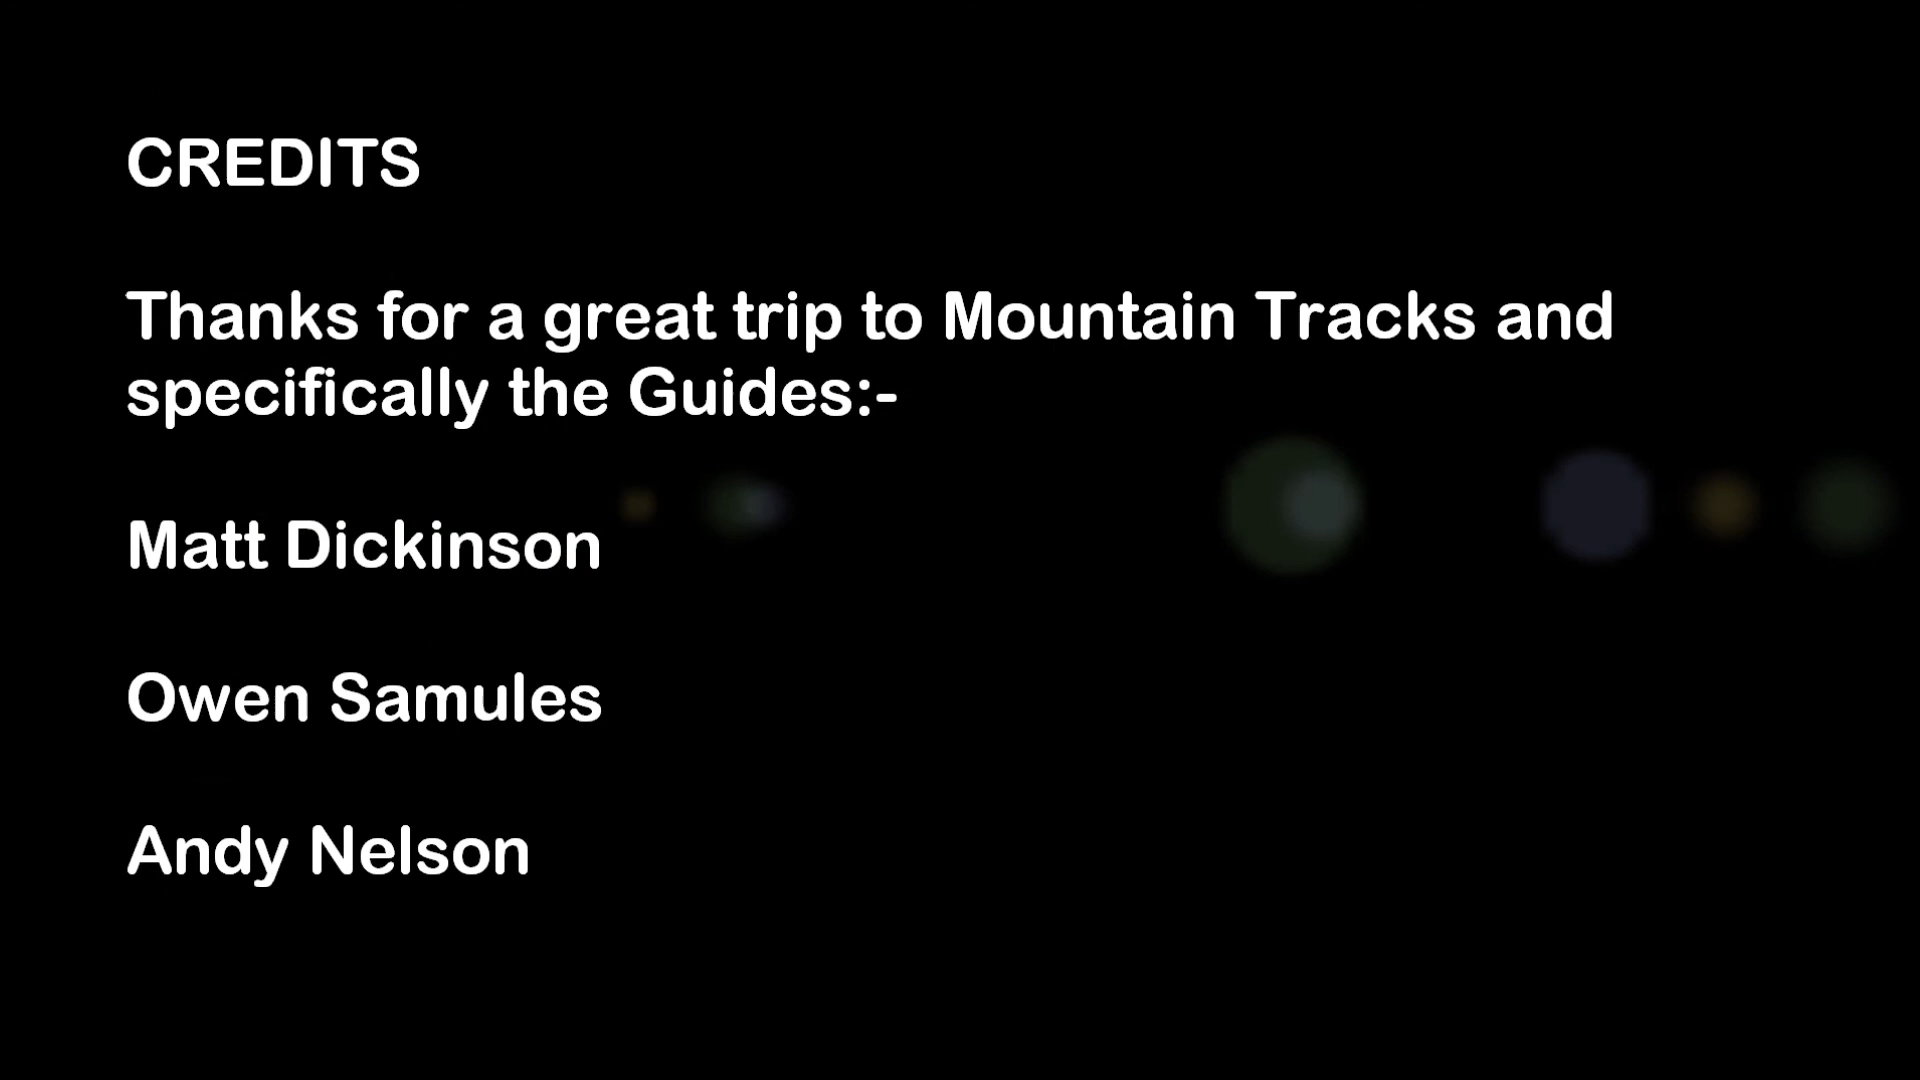 CREDITS
Thanks for a great trip to Mountain Tracks and
specifically the Guides:-
Matt Dickinson
Owen Samules
Andy Nelson